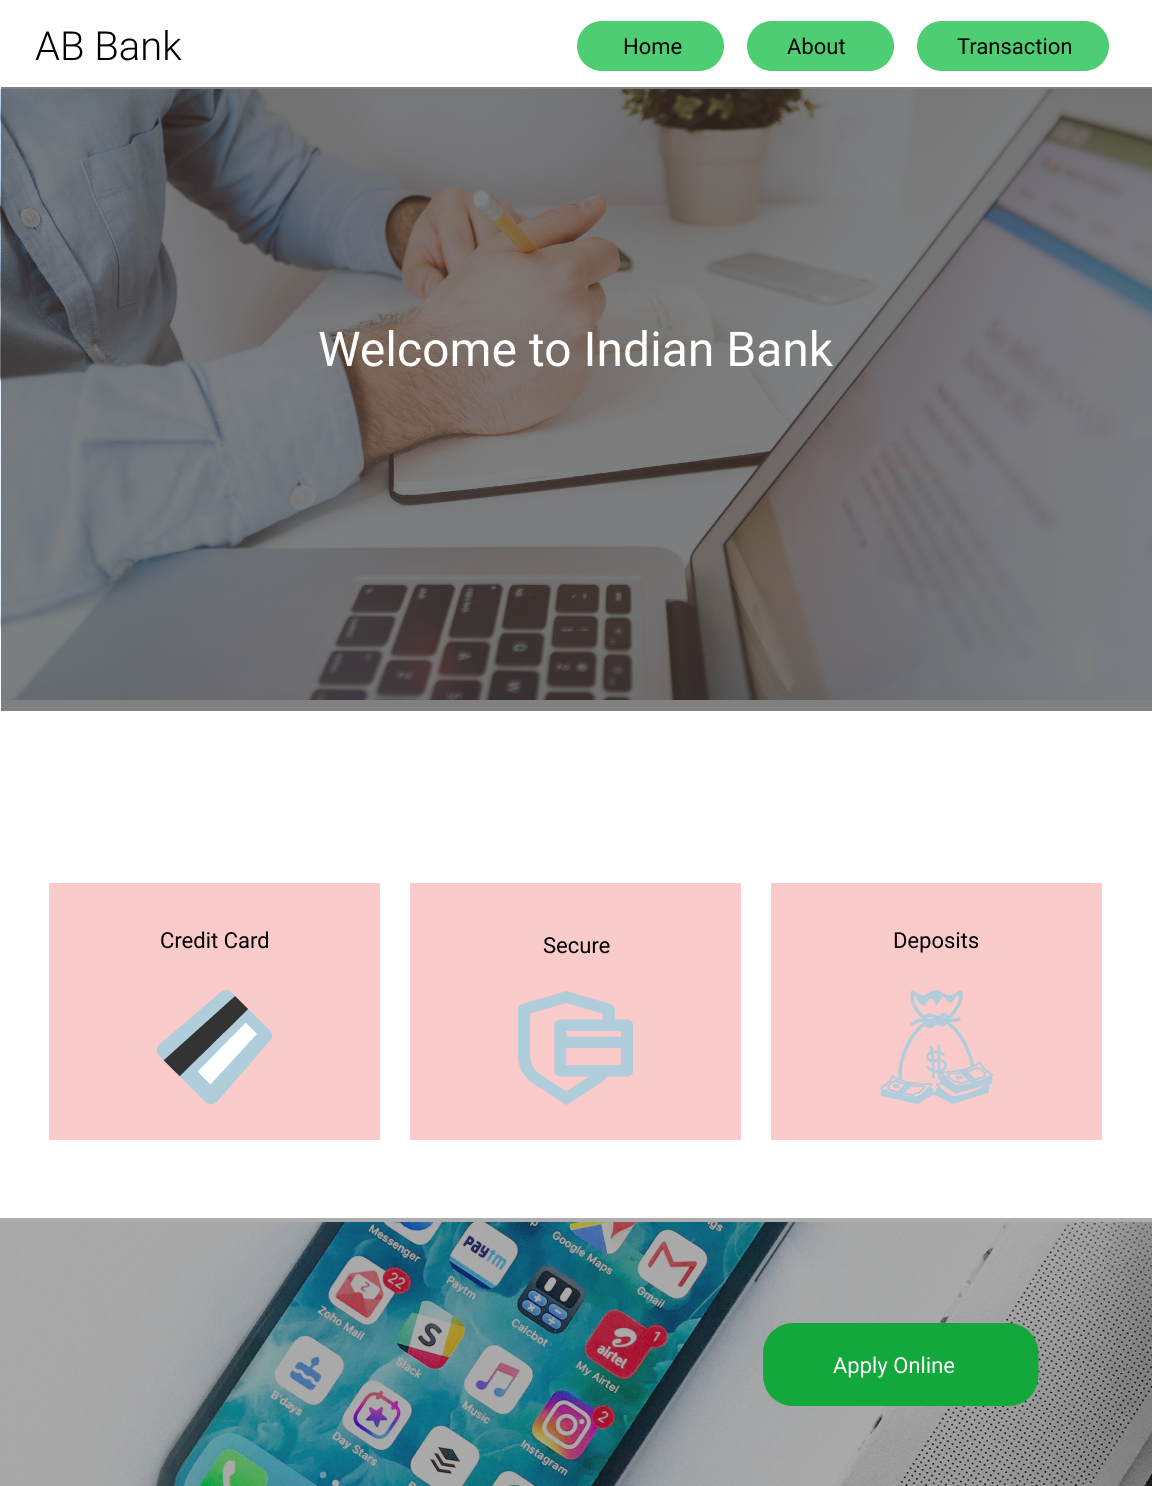 AB Bank
Home
About
Transaction
Welcome to Indian Bank
Credit Card
Secure
Deposits
$
Messenger
Paytm
Paytm
Google Maps
Gmail
22
Zoho Mail
Slack
Calcbot
1
airtel
My Airtel
B'days
Day Stars
Music
2
Instagram
Apply Online